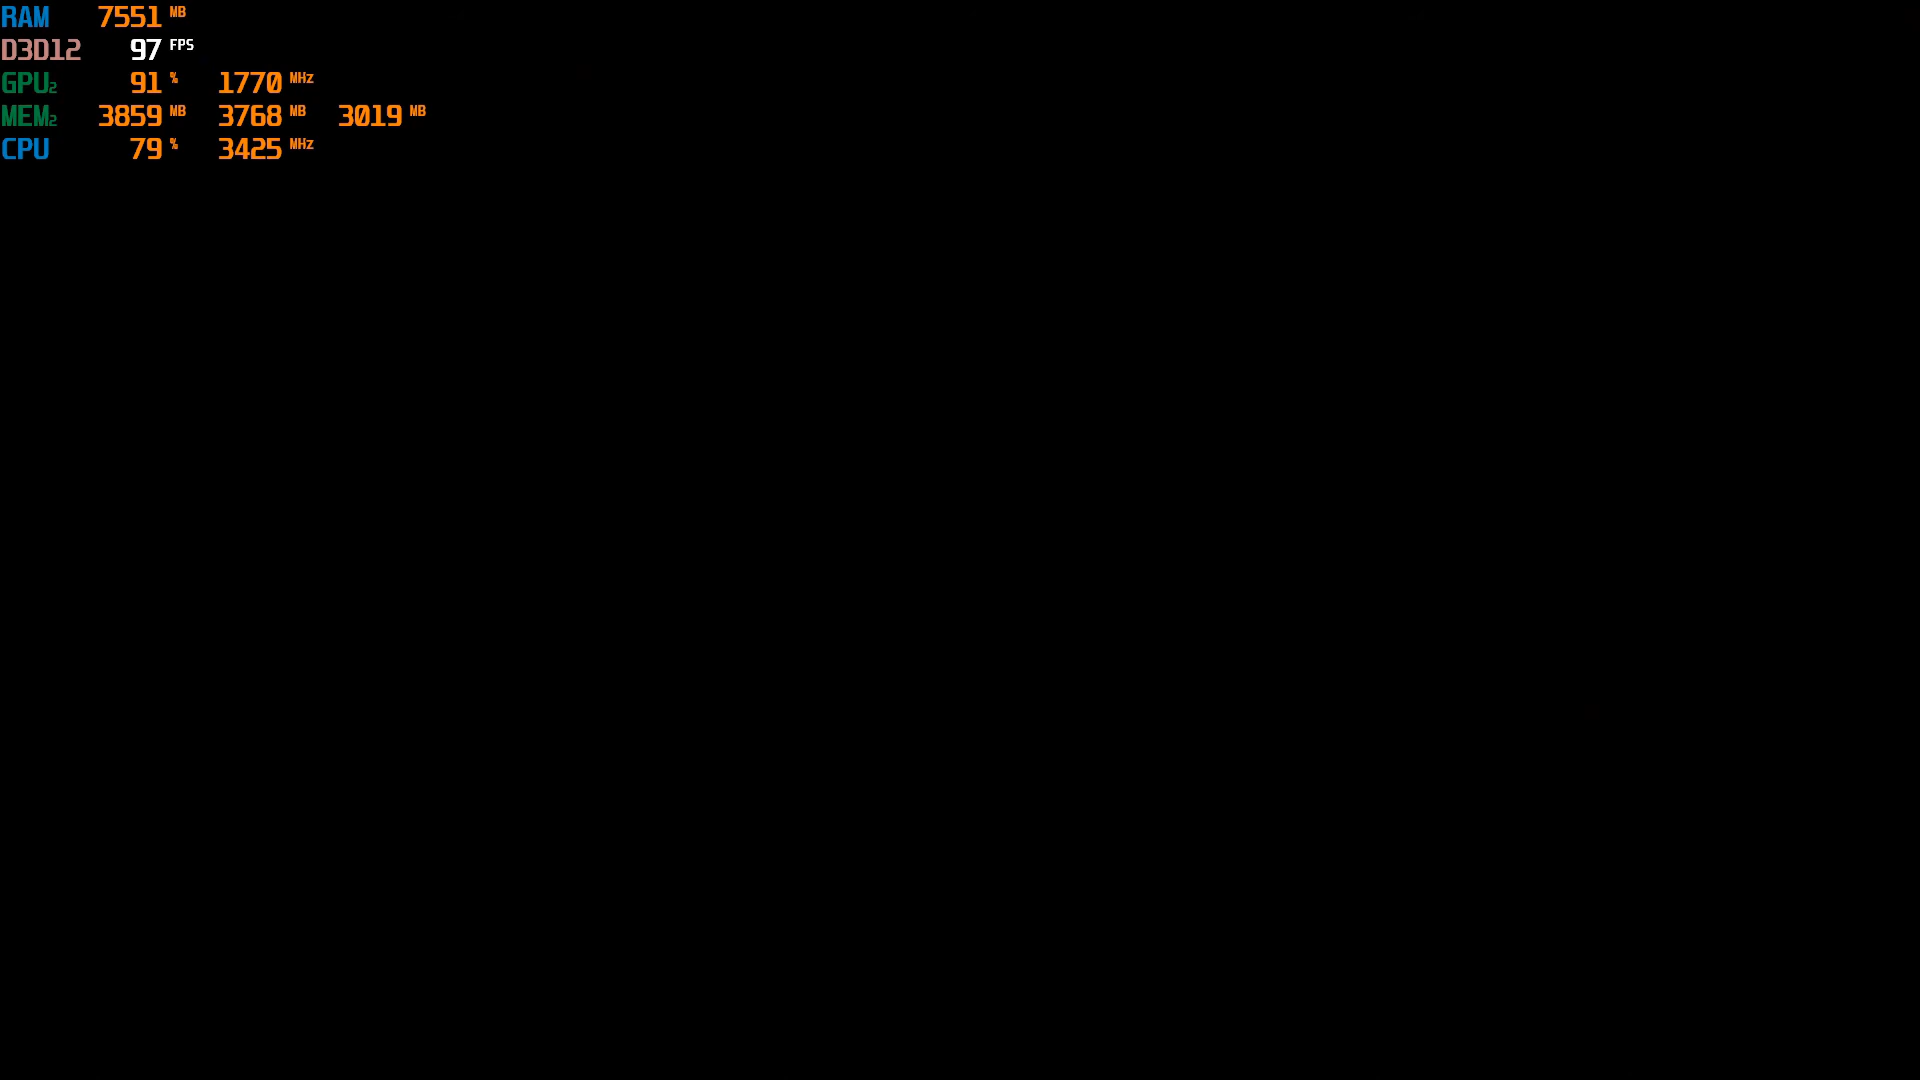 RAM 7551 MB
D3D12 97 FPS
GPU2 91 % 1770 MHz
MEM2 3859 MB 3768 MB 3019 MB
CPU 79 % 3425 MHz